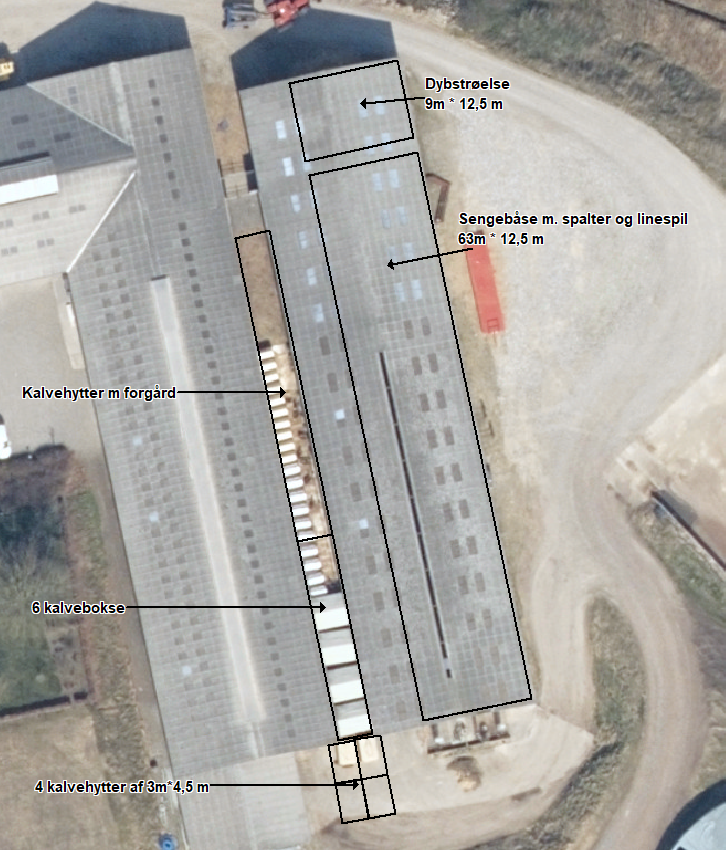 Dybstrøelse
9m * 12,5 m
Sengebåse m. spalter og linespil
63m * 12,5 m
Kalvehytter m forgård
6 kalvebokse
4 kalvehytter af 3m*4,5 m